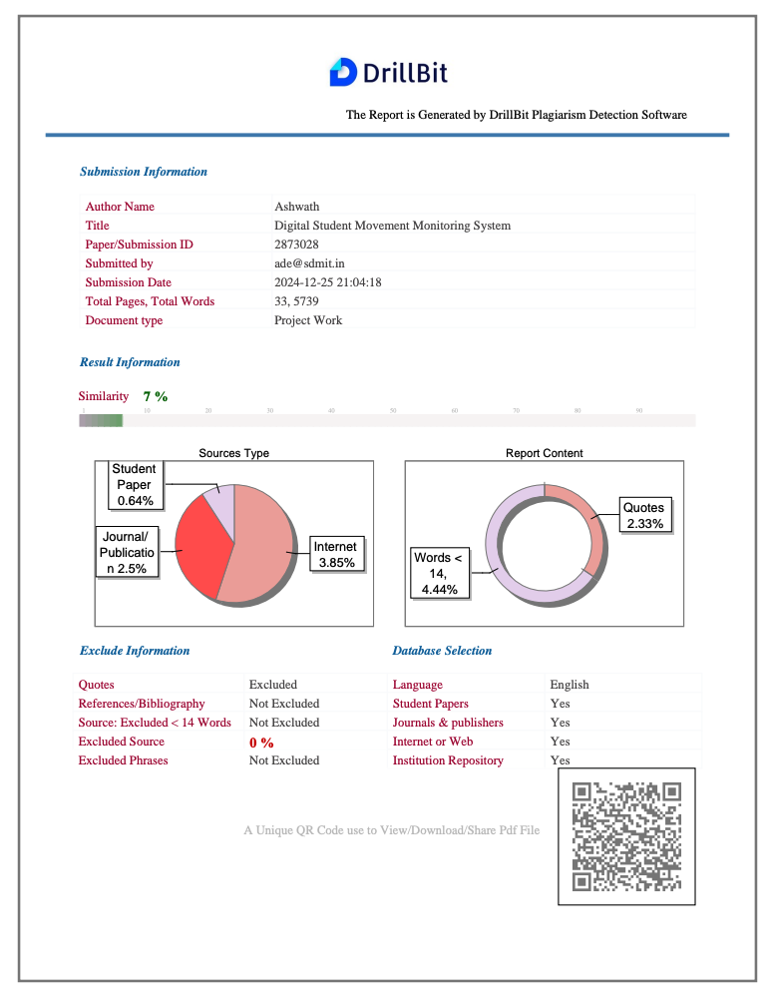 DrillBit
The Report is Generated by DrillBit Plagiarism Detection Software
Submission Information
Author Name Ashwath
Title Digital Student Movement Monitoring System
Paper/Submission ID 2873028
Submitted by ade@sdmit.in
Submission Date 2024-12-25 21:04:18
Total Pages, Total Words 33, 5739
Document type Project Work
Result Information
Similarity 7 %
1 10 20 30 40 50 60 70 80 90
Sources Type
Student
Paper
0.64%
Journal/
Publicatio
n 2.5%
Internet
3.85%
Report Content
Quotes
2.33%
Words <
14,
4.44%
Exclude Information
Quotes Excluded
References/Bibliography Not Excluded
Source: Excluded < 14 Words Not Excluded
Excluded Source 0 %
Excluded Phrases Not Excluded
Database Selection
Language English
Student Papers Yes
Journals & publishers Yes
Internet or Web Yes
Institution Repository Yes
A Unique QR Code use to View/Download/Share Pdf File